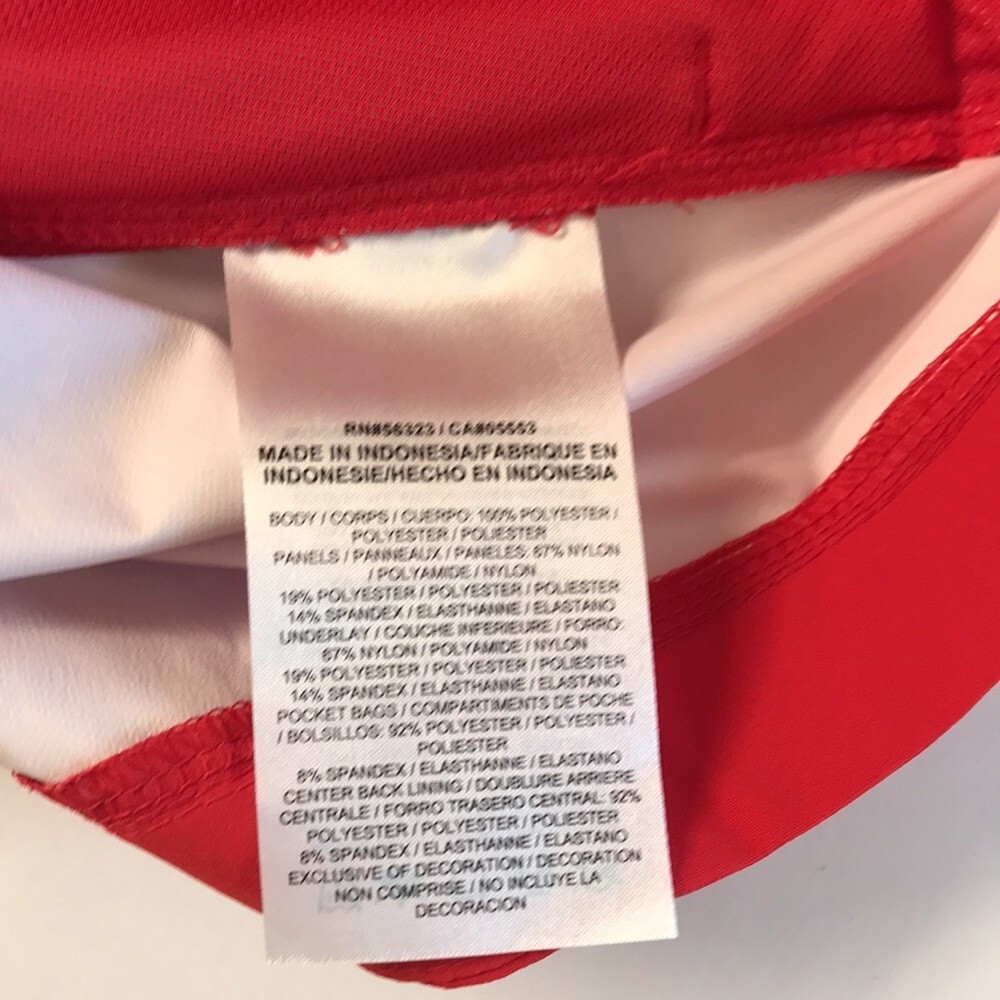 RN#56323 / CA#05553
MADE IN INDONESIA/FABRIQUE EN
INDONESIE/HECHO EN INDONESIA
BODY / CORPS / CUERPO: 100% POLYESTER /
POLYESTER / POLIESTER
PANELS / PANNEAUX / PANELES: 67% NYLON
/ POLYAMIDE / NYLON
19% POLYESTER / POLYESTER / POLIESTER
14% SPANDEX / ELASTHANNE / ELASTANO
UNDERLAY / COUCHE INFERIEURE / FORRO:
67% NYLON / POLYAMIDE / NYLON
19% POLYESTER / POLYESTER / POLIESTER
14% SPANDEX / ELASTHANNE / ELASTANO
POCKET BAGS / COMPARTIMENTS DE POCHE
/ BOLSILLOS: 92% POLYESTER / POLYESTER /
POLIESTER
8% SPANDEX / ELASTHANNE / ELASTANO
CENTER BACK LINING / DOUBLURE ARRIERE
CENTRALE / FORRO TRASERO CENTRAL: 92%
POLYESTER / POLYESTER / POLIESTER
8% SPANDEX / ELASTHANNE / ELASTANO
EXCLUSIVE OF DECORATION / DECORATION
NON COMPRISE / NO INCLUYE LA
DECORACION